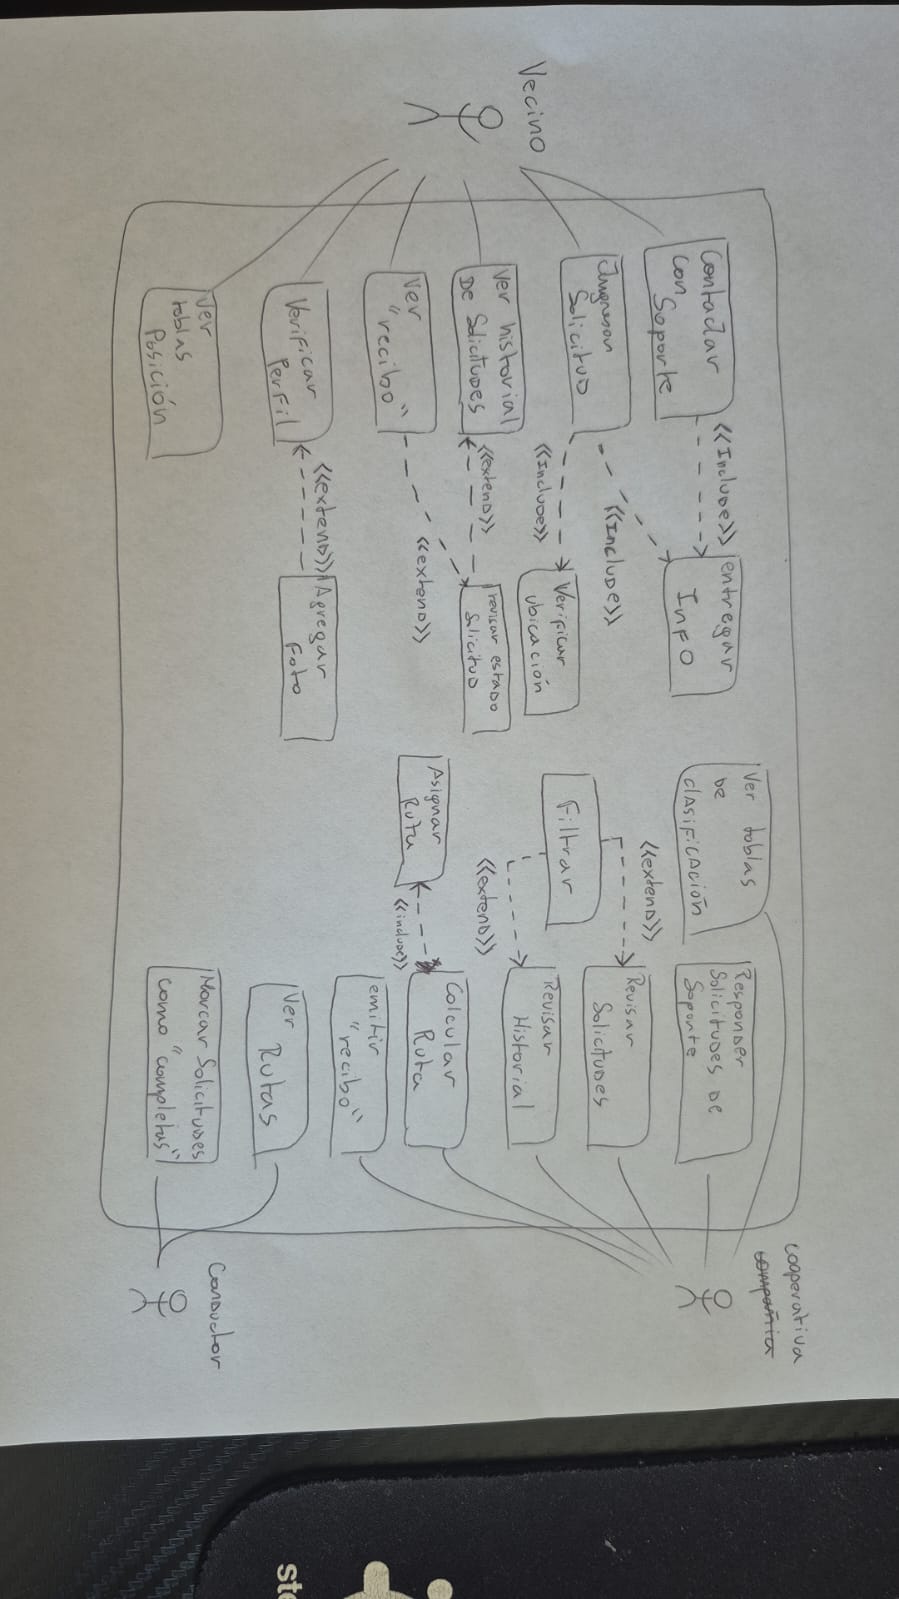 Vecino
Contactar
con
Soporte
<<Include>>
entregar
Info
Ingresar
Solicitud
<<Include>>
<<Include>>
Verificar
ubicación
Ver historial
De Solicitudes
<<extend>>
revisar estado
Solicitud
Ver
"recibo"
<<extend>>
Verificar
Perfil
<<extend>>
Agregar
Foto
Ver
tablas
Posición
cooperativa
compañia
Ver tablas
De
clasificación
Responder
Solicitudes De
Soporte
Filtrar
<<extend>>
Revisar
Solicitudes
<<extend>>
Revisar
Historial
Asignar
Ruta
<<include>>
Calcular
Ruta
emitir
"recibo"
Ver Rutas
Marcar Solicitudes
como "completas"
Conductor